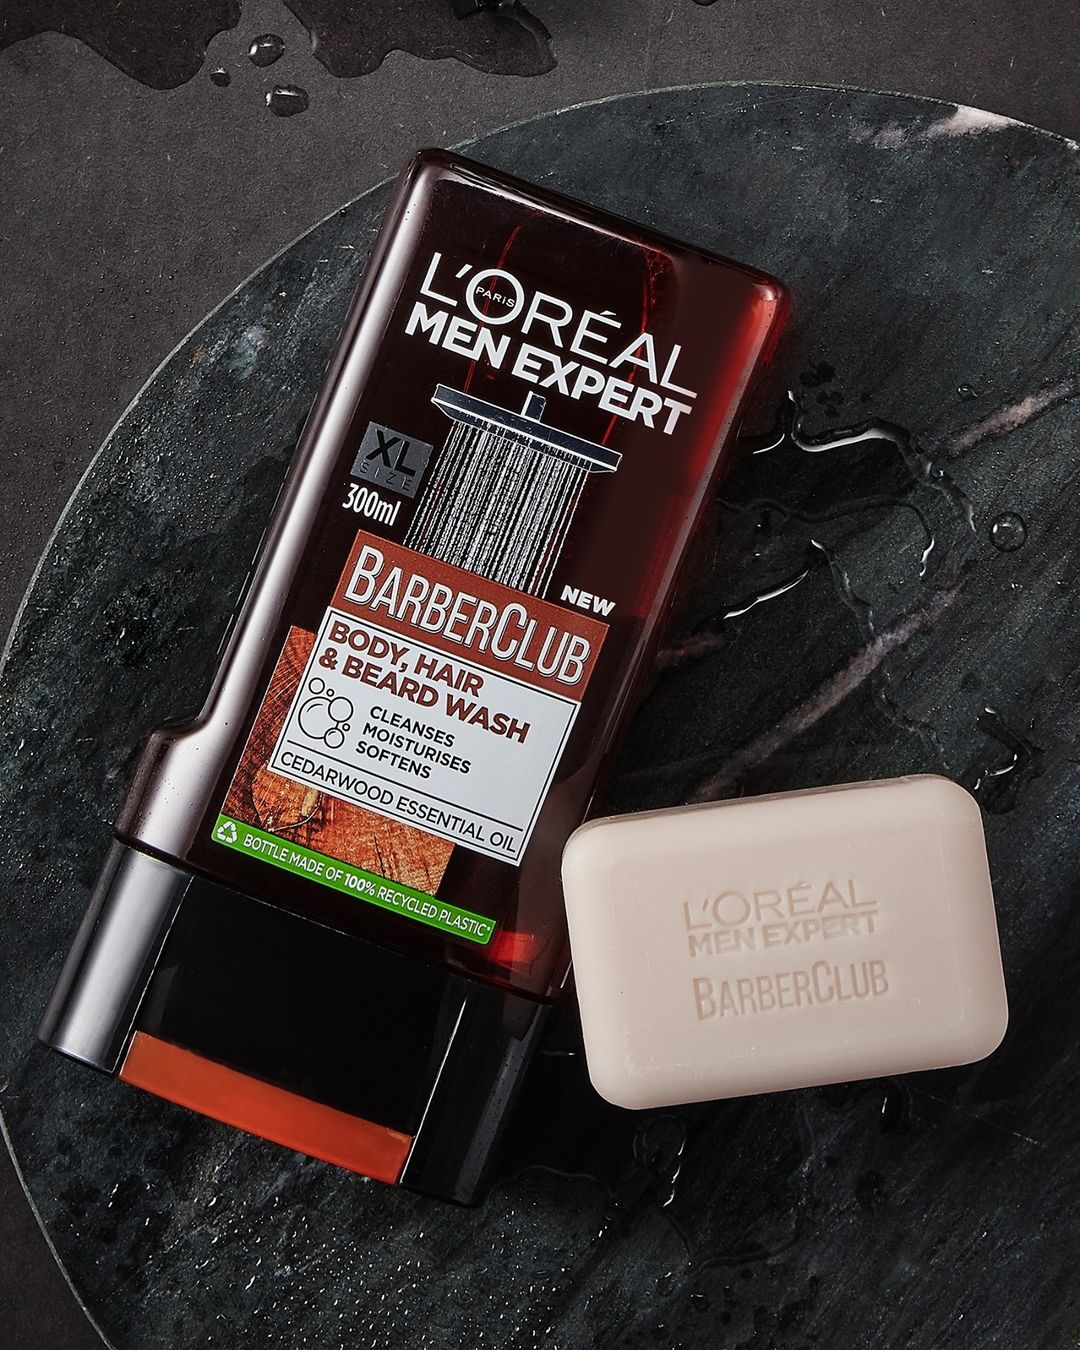 L'ORÉAL
PARIS
MEN EXPERT
XL
SIZE
300ml
NEW
BARBERCLUB
BODY, HAIR
& BEARD WASH
CLEANSES
MOISTURISES
SOFTENS
CEDARWOOD ESSENTIAL OIL
BOTTLE MADE OF 100% RECYCLED PLASTIC*
L'ORÉAL
MEN EXPERT
BARBERCLUB